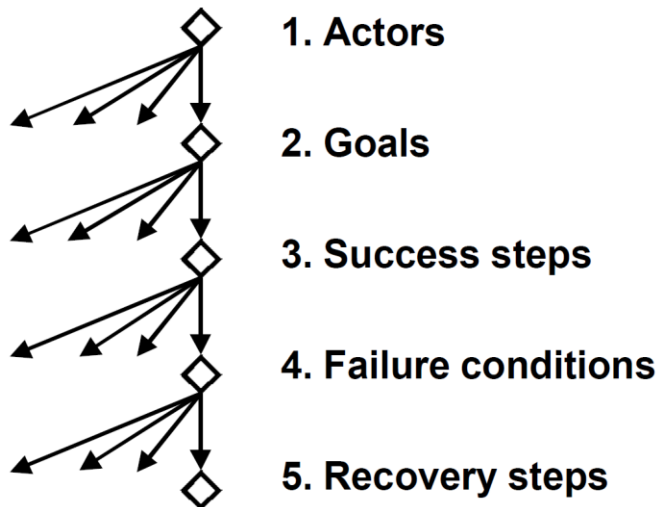 1. Actors
2. Goals
3. Success steps
4. Failure conditions
5. Recovery steps